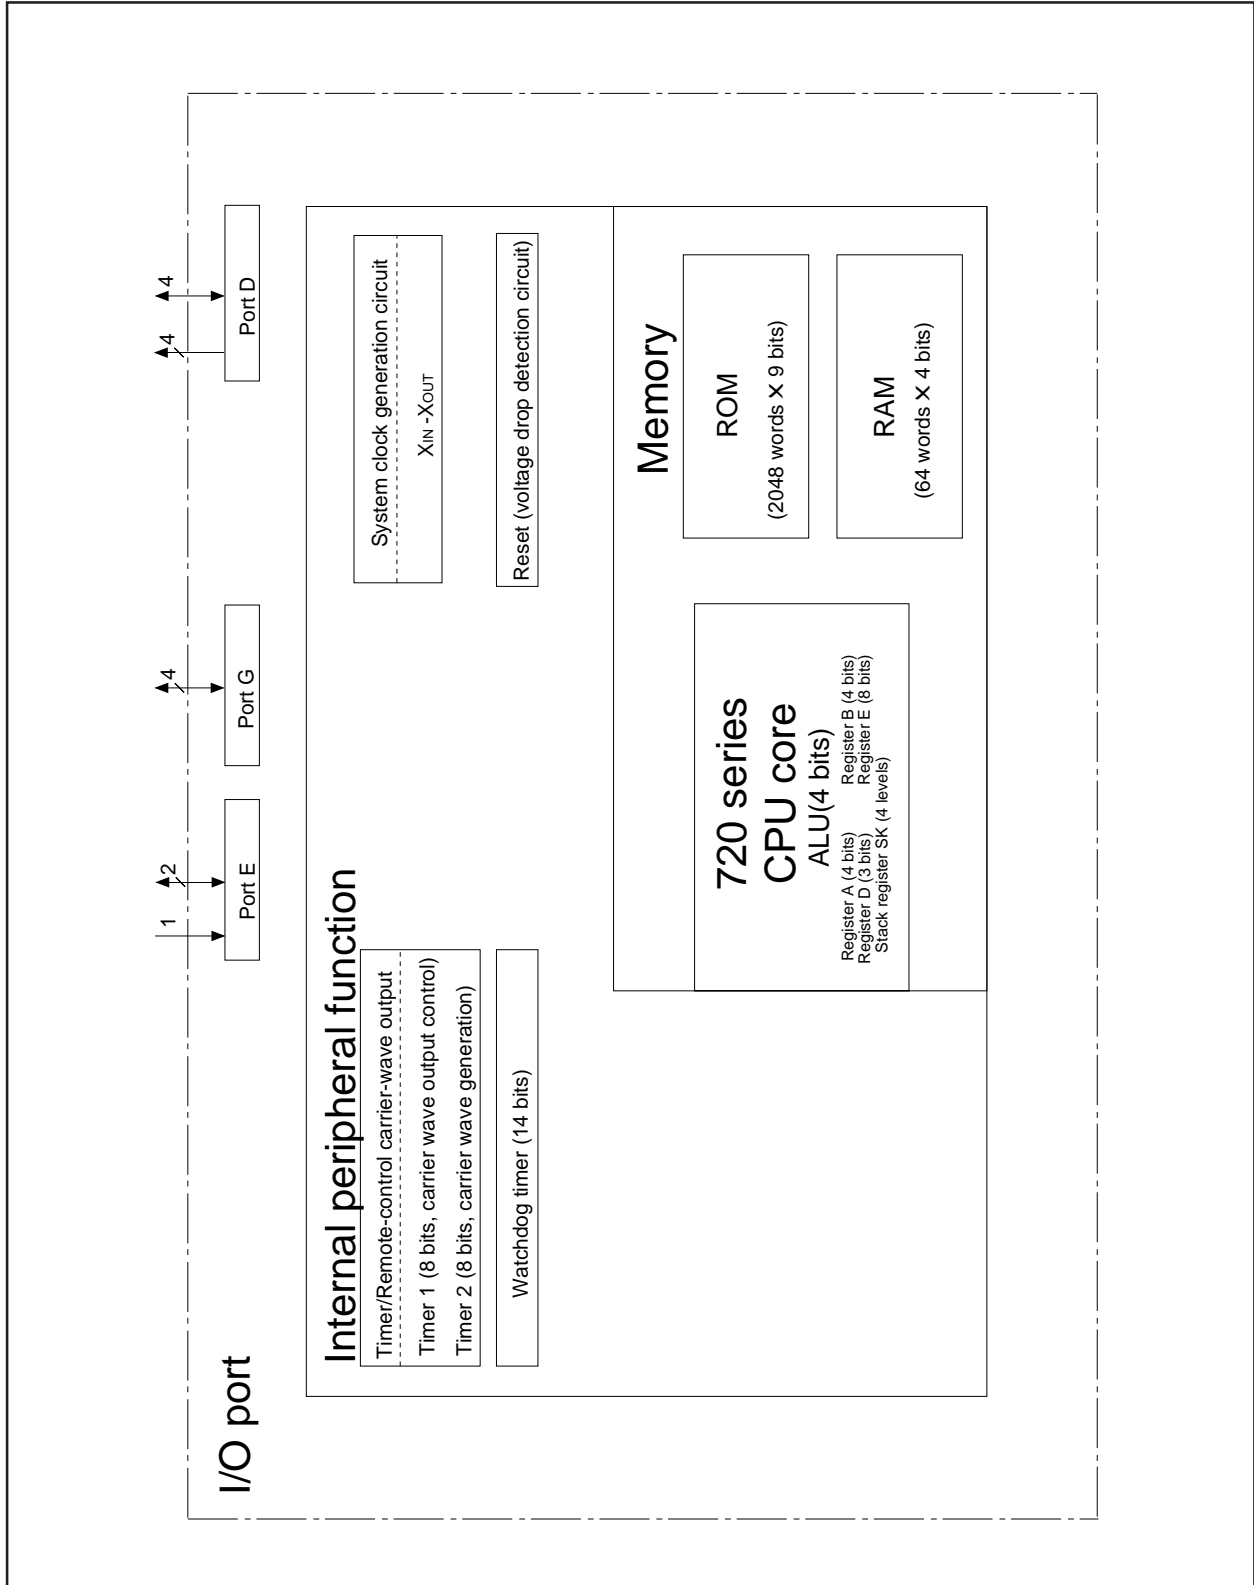 I/O port
1
2
4
4
4
Port E
Port G
Port D
Internal peripheral function
Timer/Remote-control carrier-wave output
Timer 1 (8 bits, carrier wave output control)
Timer 2 (8 bits, carrier wave generation)
Watchdog timer (14 bits)
System clock generation circuit
XIN -XOUT
Reset (voltage drop detection circuit)
720 series
CPU core
ALU(4 bits)
Register A (4 bits) Register B (4 bits)
Register D (3 bits) Register E (8 bits)
Stack register SK (4 levels)
Memory
ROM
(2048 words ✕ 9 bits)
RAM
(64 words ✕ 4 bits)